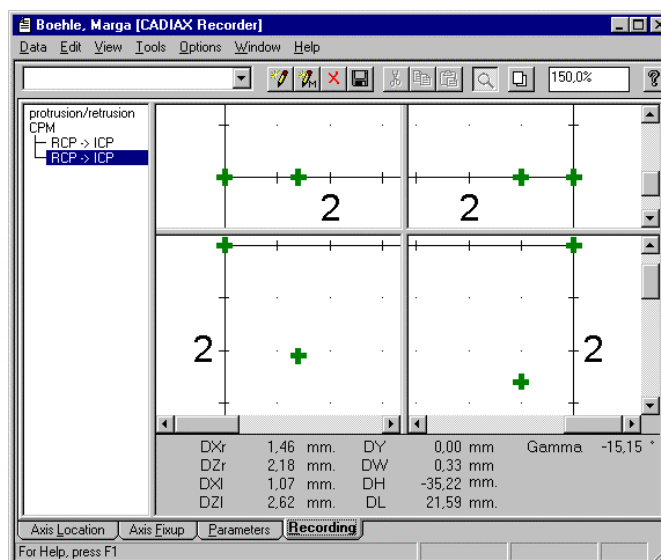 Boehle, Marga [CADIAX Recorder]
Data Edit View Tools Options Window Help
M 150,0% ?
protrusion/retrusion
CPM
RCP -> ICP
RCP -> ICP
2 2
2 2
DXr 1,46 mm. DY 0,00 mm Gamma -15,15 °
DZr 2,18 mm. DW 0,33 mm.
DXl 1,07 mm. DH -35,22 mm.
DZl 2,62 mm. DL 21,59 mm.
Axis Location Axis Fixup Parameters Recording
For Help, press F1